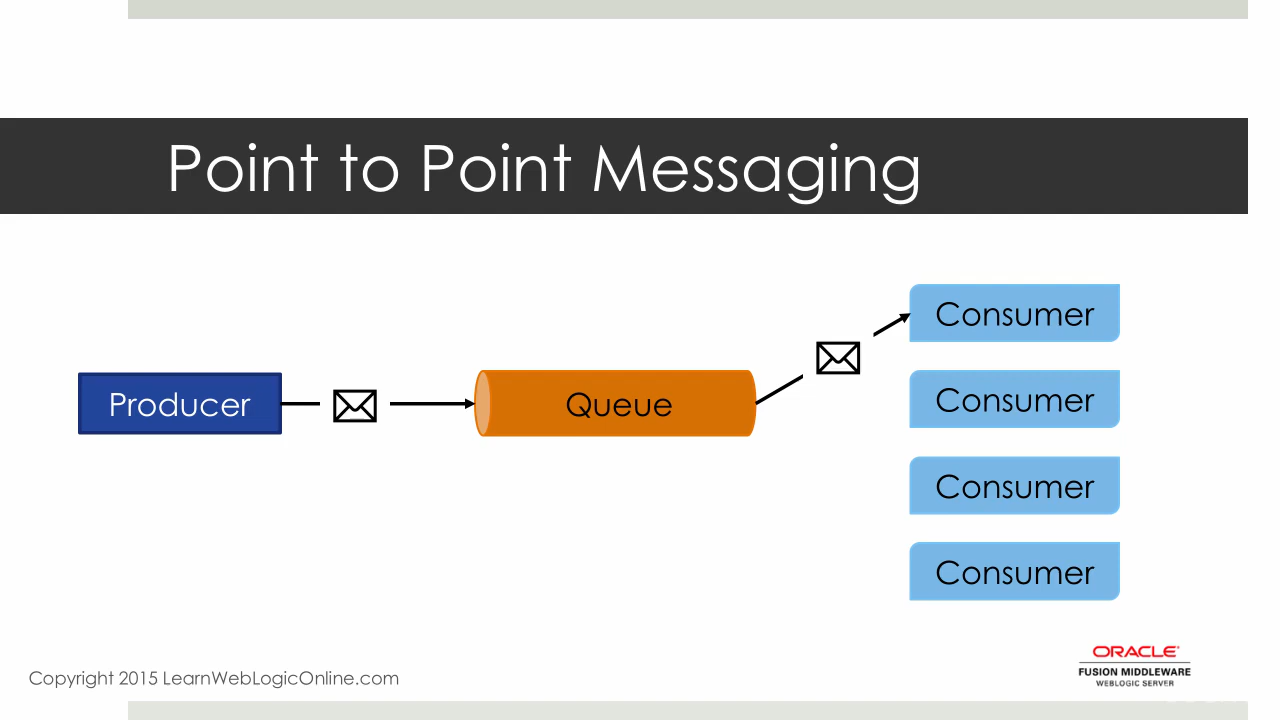 Point to Point Messaging
Producer
Queue
Consumer
Consumer
Consumer
Consumer
Copyright 2015 LearnWebLogicOnline.com
ORACLE
FUSION MIDDLEWARE
WEBLOGIC SERVER